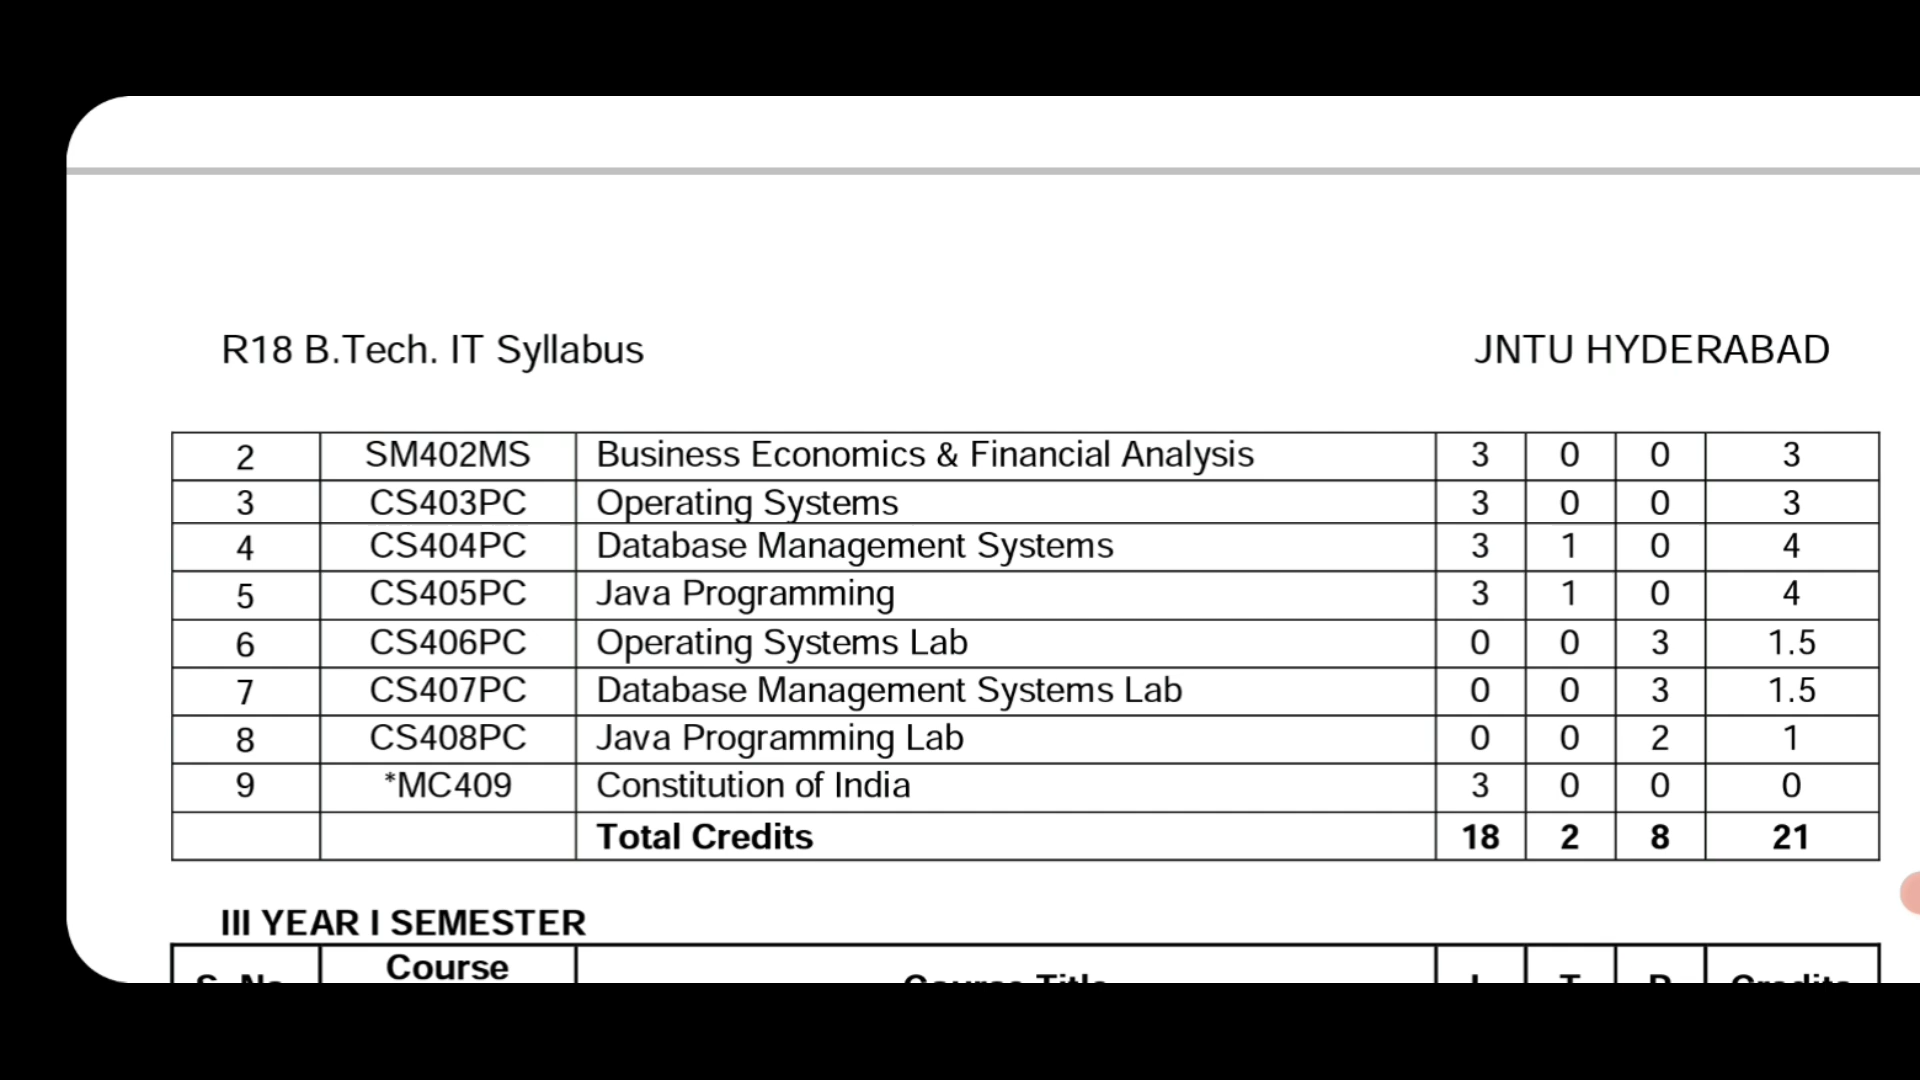 R18 B.Tech. IT Syllabus JNTU HYDERABAD
2 SM402MS Business Economics & Financial Analysis 3 0 0 3
3 CS403PC Operating Systems 3 0 0 3
4 CS404PC Database Management Systems 3 1 0 4
5 CS405PC Java Programming 3 1 0 4
6 CS406PC Operating Systems Lab 0 0 3 1.5
7 CS407PC Database Management Systems Lab 0 0 3 1.5
8 CS408PC Java Programming Lab 0 0 2 1
9 *MC409 Constitution of India 3 0 0 0
Total Credits 18 2 8 21
III YEAR I SEMESTER
S. No. Course Course Title L T P Credits